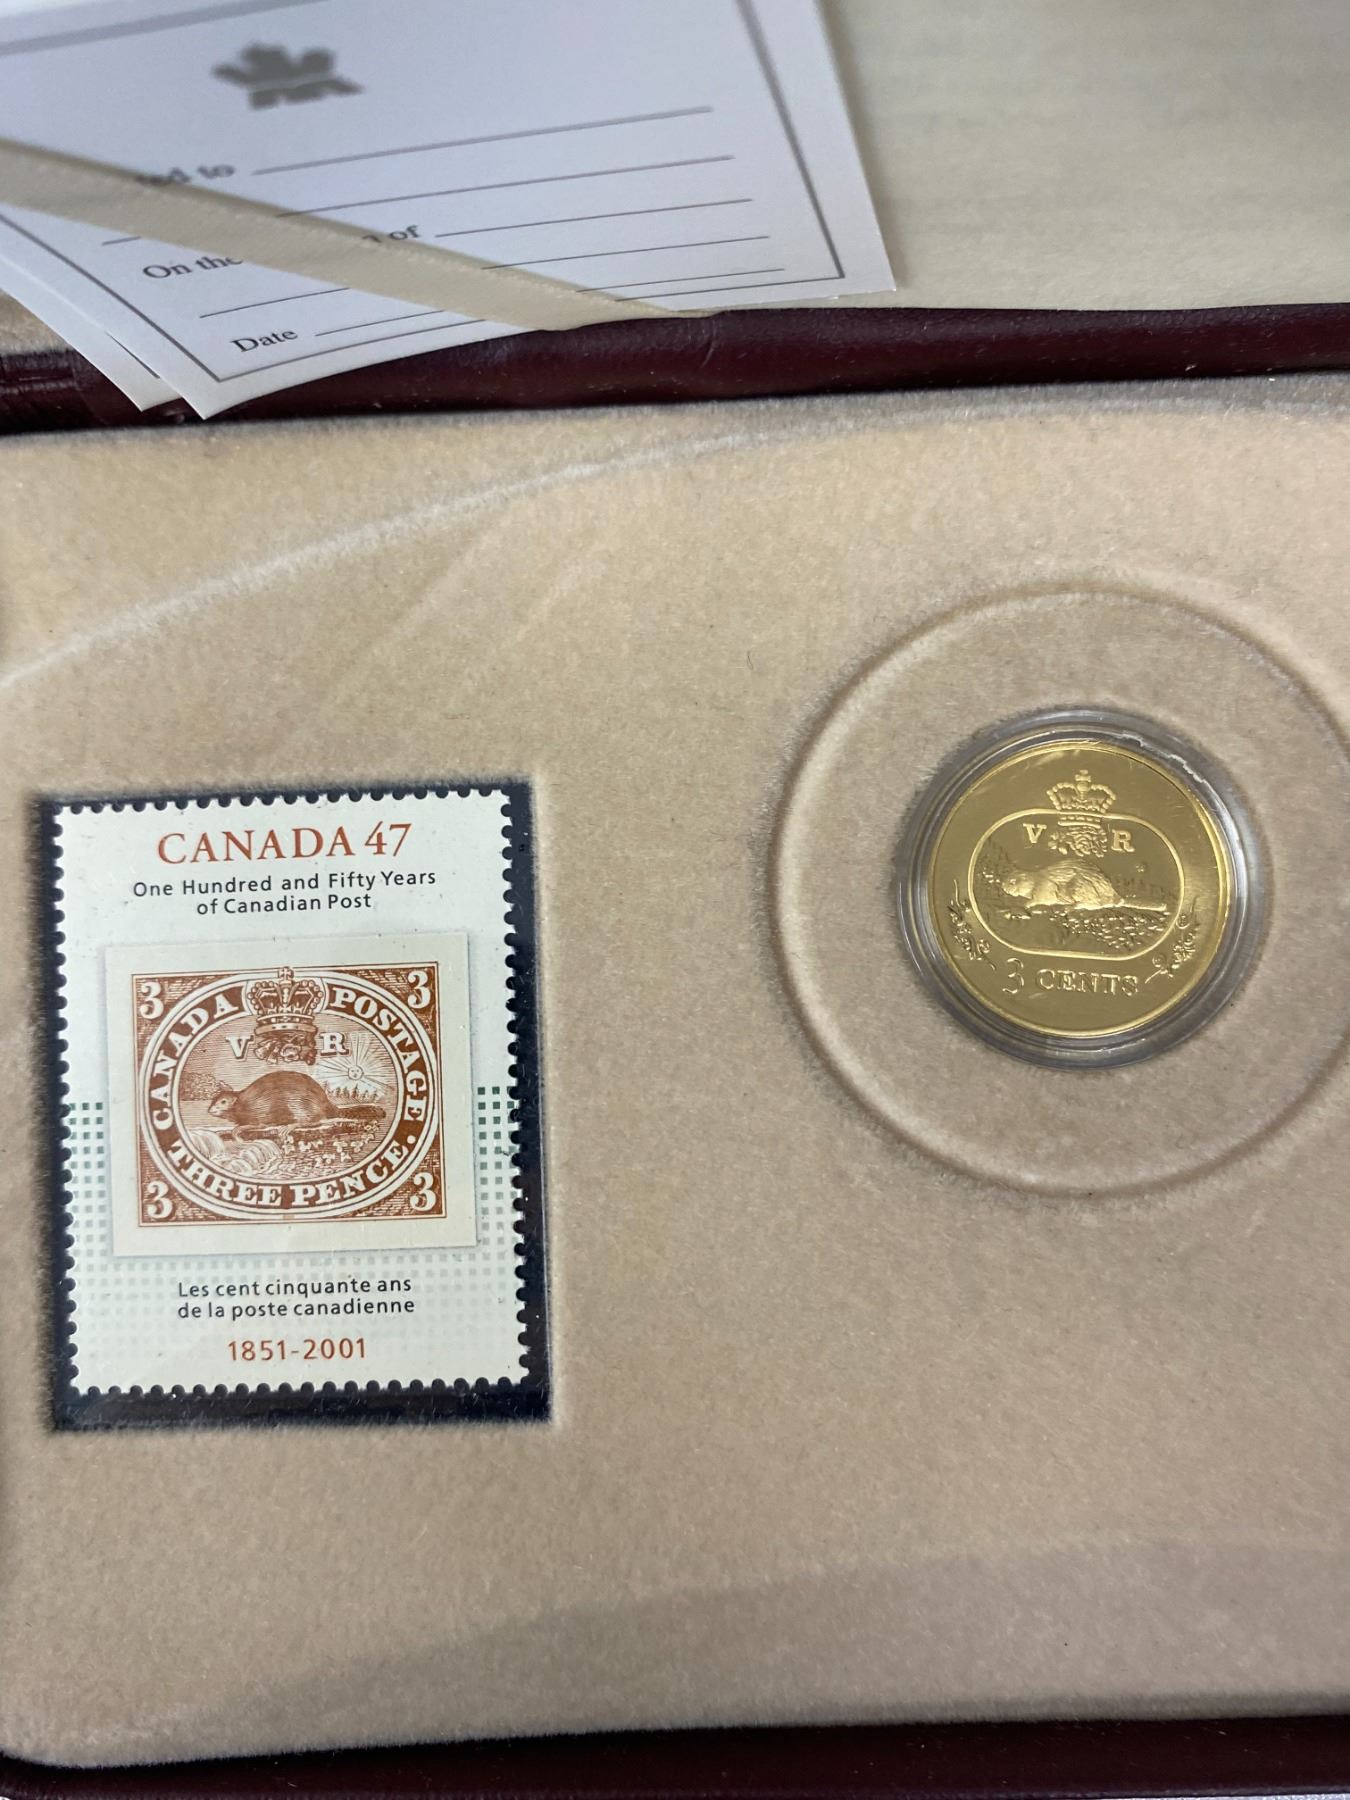 to
On the
of
Date
CANADA 47
One Hundred and Fifty Years
of Canadian Post
3 3
CANADA POSTAGE.
V R
THREE PENCE.
3 3
Les cent cinquante ans
de la poste canadienne
1851-2001
V R
3 CENTS